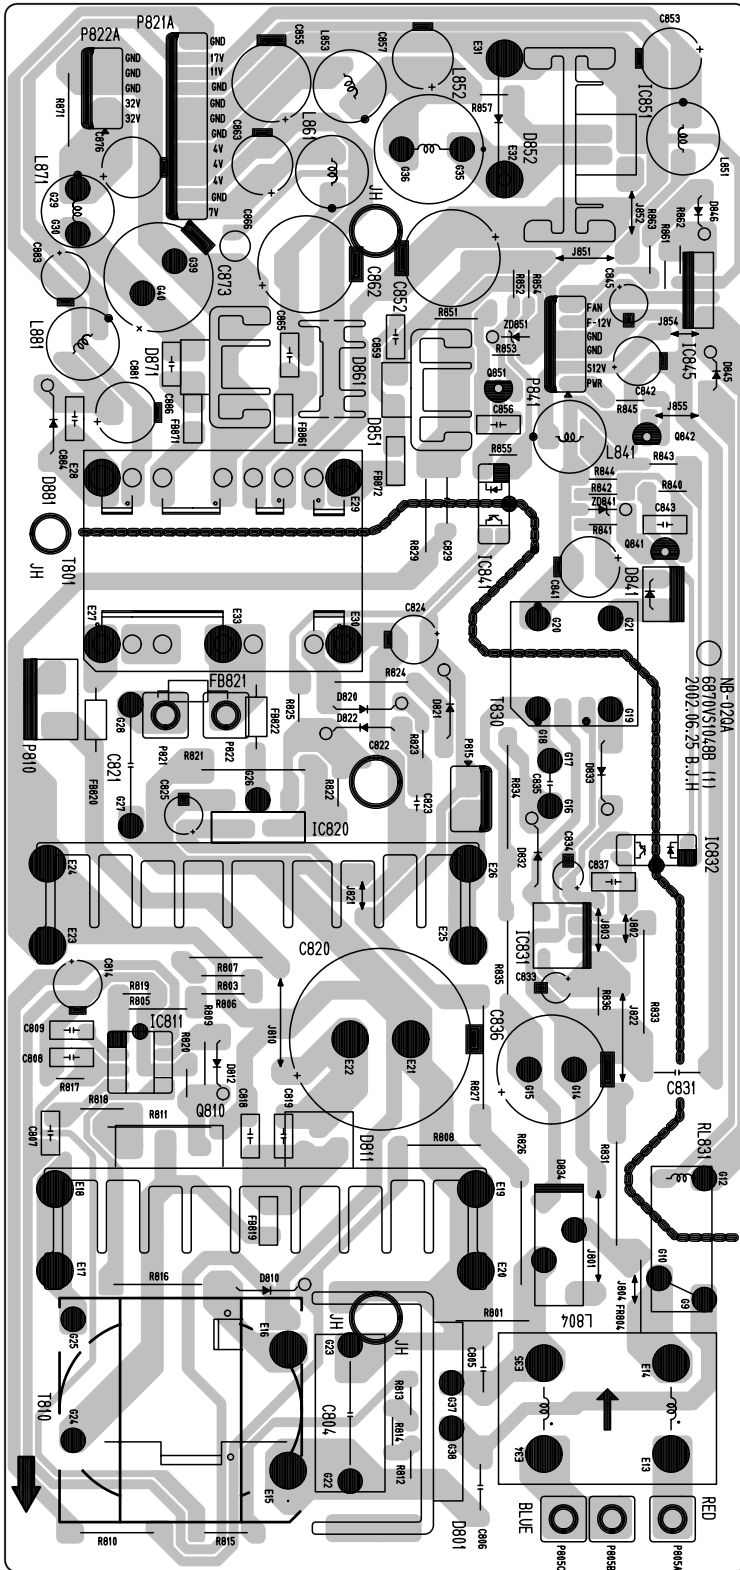 P822A
P821A
GND
GND
GND
32V
32V
GND
17V
11V
GND
GND
GND
4V
4V
4V
GND
7V
R871
C876
C855
L853
C857
E31
C853
L852
R857
IC851
D852
L851
C863
L861
G36
G35
E32
L871
G29
G30
JH
J852
R863
R862
D846
R861
C866
G39
G40
C873
C862
C852
J851
C883
R852
R854
C845
J854
IC845
L881
D871
C865
D861
C859
R851
ZD851
R853
FAN
F-12V
GND
GND
S12V
PWR
P841
D845
C881
C886
FB871
FB861
D851
Q851
C856
C842
R845
J855
Q842
C884
D881
E28
E29
FB872
R855
L841
R843
R844
R842
ZD841
R840
C843
R841
Q841
JH
T801
R829
C829
IC841
C841
D841
E27
E33
E30
C824
G20
G21
G19
G18
T830
NB-02QA
6870VS1048B (1)
2002.06.25 B.J.H
P810
FB821
FB822
R825
R824
D820
D822
D821
G28
P821
P822
R821
R823
C822
P815
FB820
C821
G27
C825
G26
R822
C823
IC820
R834
G17
C835
G16
D833
D832
C834
C837
IC832
E24
E26
J821
E23
E25
C820
IC831
J803
J802
C814
R807
R803
R806
R819
R805
R835
C833
R836
J822
R833
C809
C808
IC811
R809
R820
D812
J810
E22
E21
C836
G15
G14
R817
R818
Q810
R827
C831
C807
R811
C818
C819
D811
R808
R826
D834
R831
RL831
G12
E18
E19
FB819
E17
E20
J801
G10
G9
J804
FR804
R816
D810
R801
L804
G25
E16
JH
JH
G23
T810
G24
C804
R813
R814
R812
G22
G37
G38
C805
E35
E14
E34
E13
E15
R810
R815
D801
C806
BLUE
RED
P805C
P805B
P805A